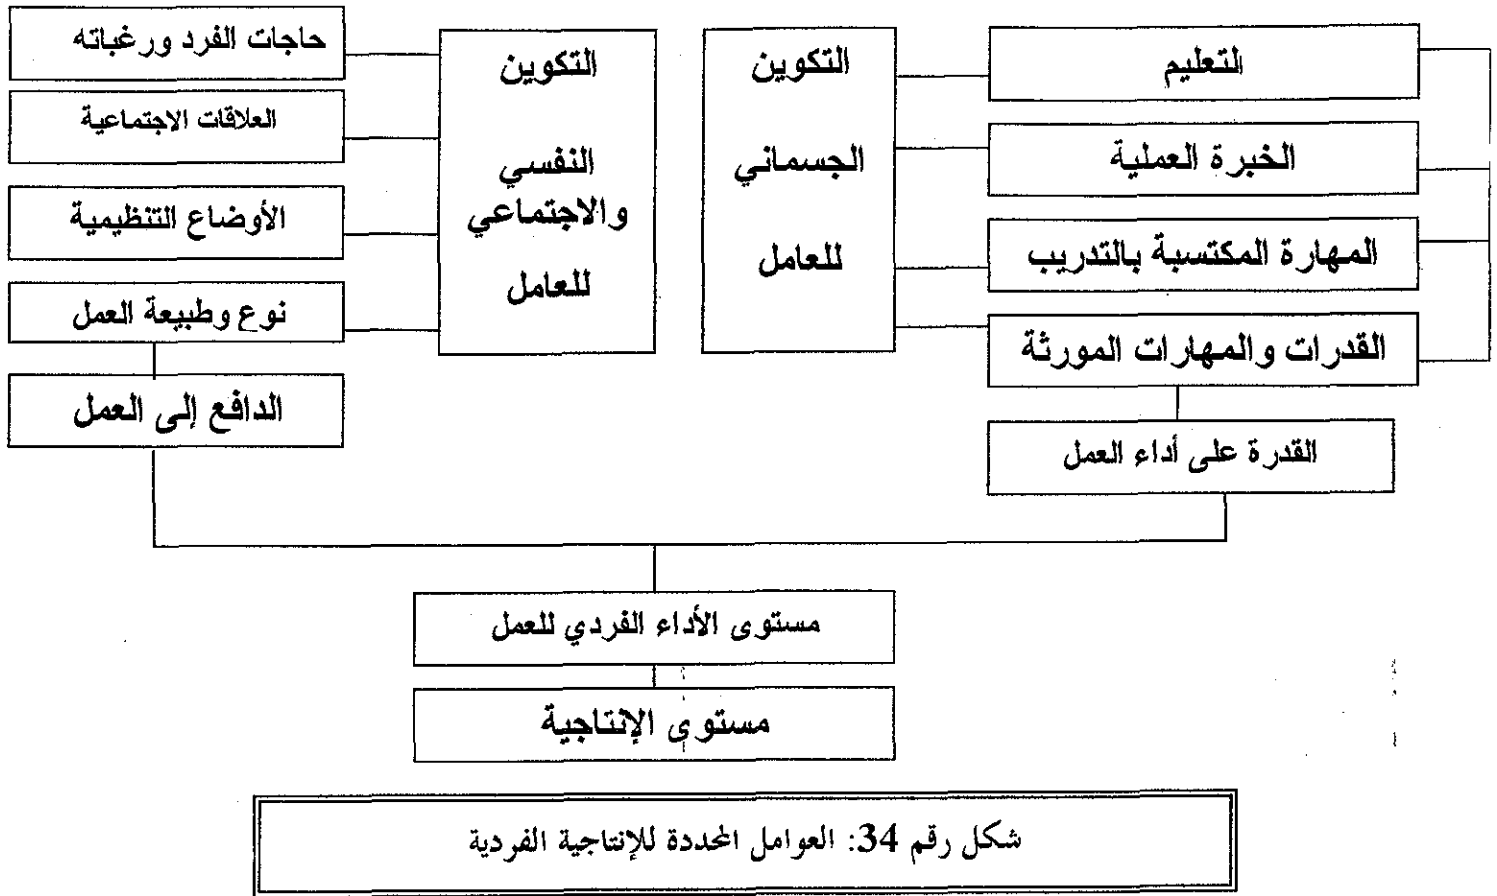 التعليم
الخبرة العملية
المهارة المكتسبة بالتدريب
القدرات والمهارات المورثة
القدرة على أداء العمل
التكوين
الجسماني
للعامل
التكوين
النفسي
والاجتماعي
للعامل
حاجات الفرد ورغباته
العلاقات الاجتماعية
الأوضاع التنظيمية
نوع وطبيعة العمل
الدافع إلى العمل
مستوى الأداء الفردي للعمل
مستوى الإنتاجية
شكل رقم 34: العوامل المحددة للإنتاجية الفردية